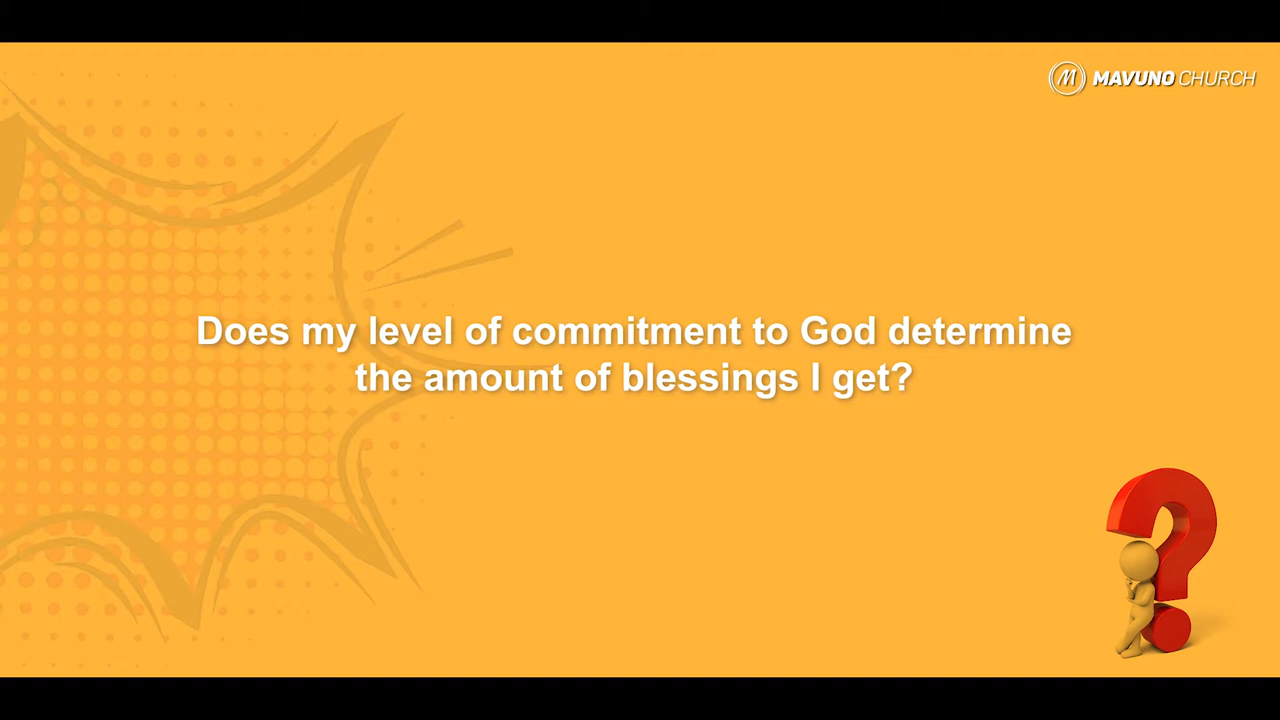 MAVUNO CHURCH
Does my level of commitment to God determine
the amount of blessings I get?